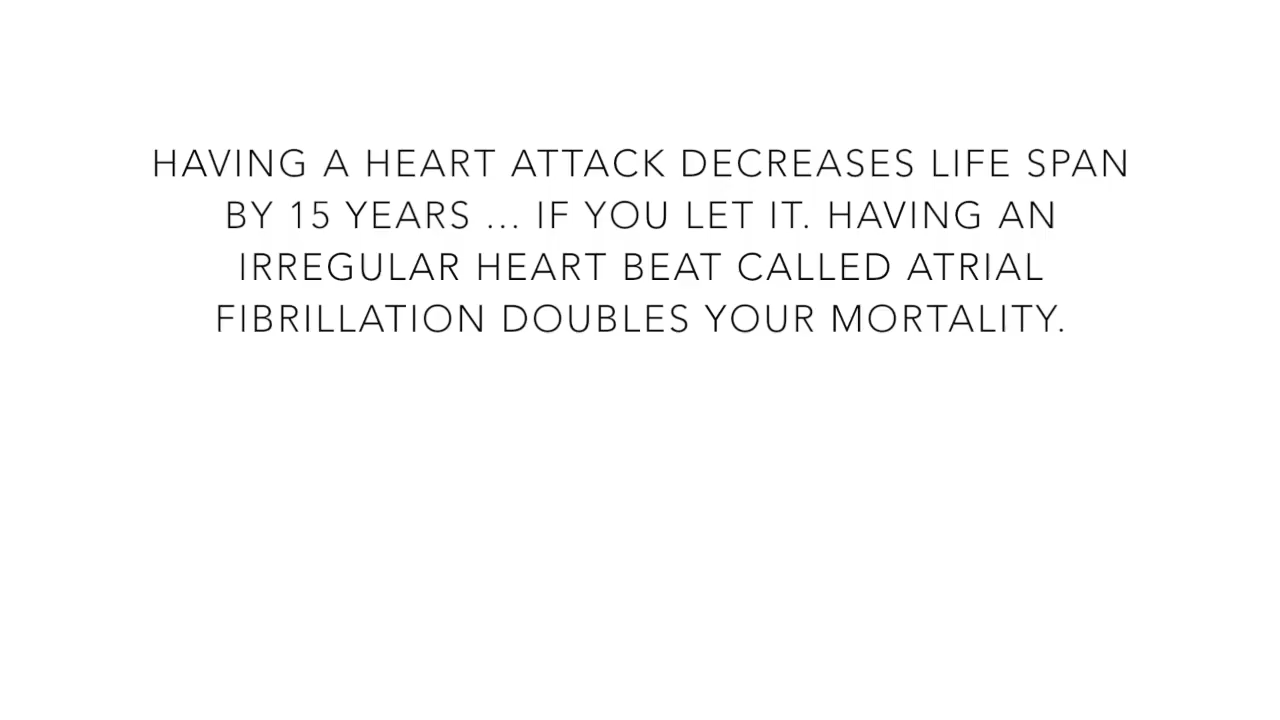 HAVING A HEART ATTACK DECREASES LIFE SPAN
BY 15 YEARS ... IF YOU LET IT. HAVING AN
IRREGULAR HEART BEAT CALLED ATRIAL
FIBRILLATION DOUBLES YOUR MORTALITY.